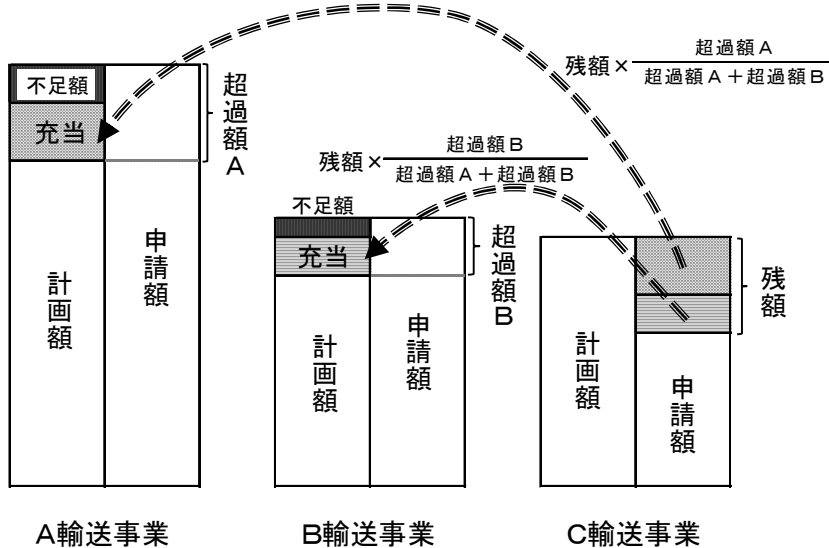 不足額
充当
超過額A
計画額
申請額
A輸送事業
残額×超過額A/超過額A+超過額B
残額×超過額B/超過額A+超過額B
不足額
充当
超過額B
計画額
申請額
B輸送事業
残額
計画額
申請額
C輸送事業